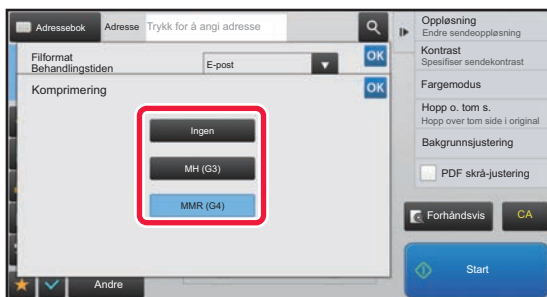 Adressebok
Adresse
Trykk for å angi adresse
Filformat
Behandlingstiden
E-post
OK
Komprimering
OK
Ingen
MH (G3)
MMR (G4)
Andre
Oppløsning
Endre sendeoppløsning
Kontrast
Spesifiser sendekontrast
Fargemodus
Hopp o. tom s.
Hopp over tom side i original
Bakgrunnsjustering
PDF skrå-justering
Forhåndsvis
CA
Start